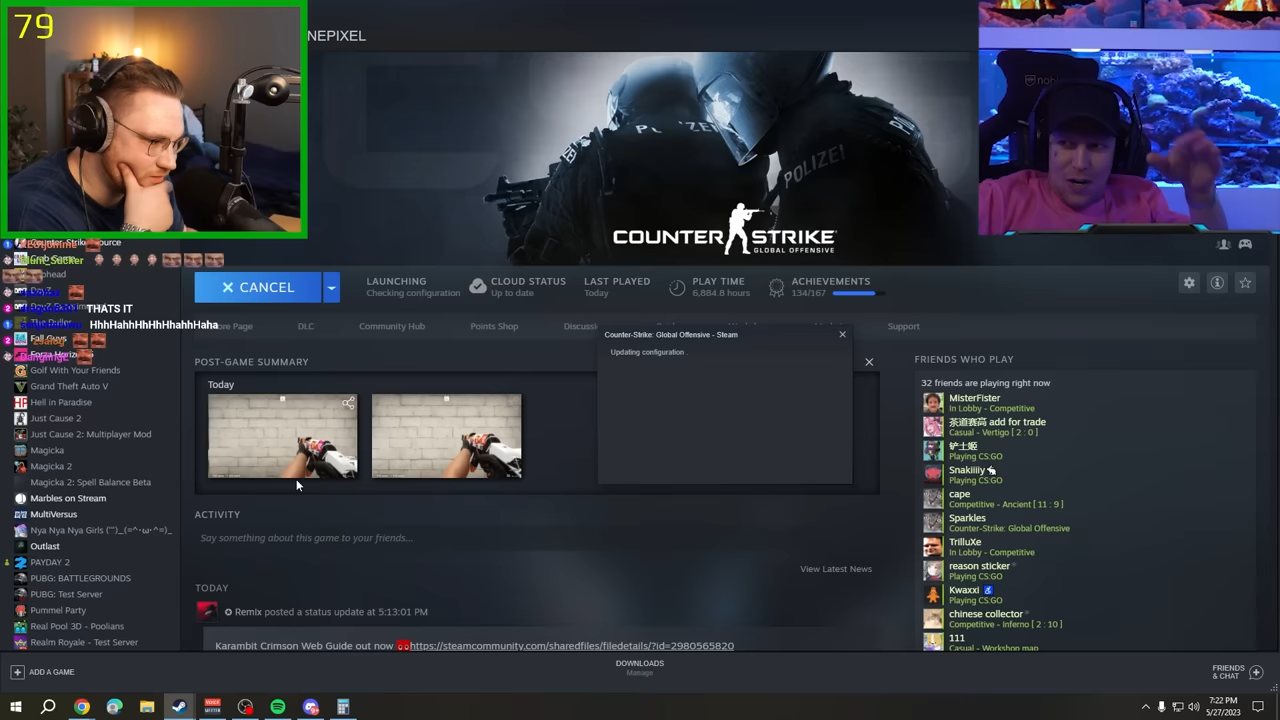 79
NEPIXEL
POLIZEI
COUNTER STRIKE
GLOBAL OFFENSIVE
CANCEL
LAUNCHING
Checking configuration
CLOUD STATUS
Up to date
LAST PLAYED
Today
PLAY TIME
6,884.8 hours
ACHIEVEMENTS
134/167
THATS IT
HhhHahhHhHHhHhahhHaha
Page
DLC
Community Hub
Points Shop
Support
Counter-Strike: Global Offensive - Steam
Updating configuration .
POST-GAME SUMMARY
Today
FRIENDS WHO PLAY
32 friends are playing right now
MisterFister
In Lobby - Competitive
茶道赛高 add for trade
Casual - Vertigo [ 2 : 0 ]
铲土姬
Playing CS:GO
Snakiiiy
Playing CS:GO
cape
Competitive - Ancient [ 11 : 9 ]
Sparkles
Counter-Strike: Global Offensive
TrilluXe
In Lobby - Competitive
reason sticker
Playing CS:GO
Kwaxxi
Playing CS:GO
chinese collector
Competitive - Inferno [ 2 : 10 ]
111
Casual - Workshop map
Golf With Your Friends
Grand Theft Auto V
Hell in Paradise
Just Cause 2
Just Cause 2: Multiplayer Mod
Magicka
Magicka 2
Magicka 2: Spell Balance Beta
Marbles on Stream
MultiVersus
Nya Nya Nya Girls (ʻʻʻ)_(=^･ω･^=)_
Outlast
PAYDAY 2
PUBG: BATTLEGROUNDS
PUBG: Test Server
Pummel Party
Real Pool 3D - Poolians
Realm Royale - Test Server
ACTIVITY
Say something about this game to your friends...
View Latest News
TODAY
Remix posted a status update at 5:13:01 PM
Karambit Crimson Web Guide out now https://steamcommunity.com/sharedfiles/filedetails/?id=2980565820
ADD A GAME
DOWNLOADS
Manage
FRIENDS
& CHAT
7:22 PM
5/27/2023